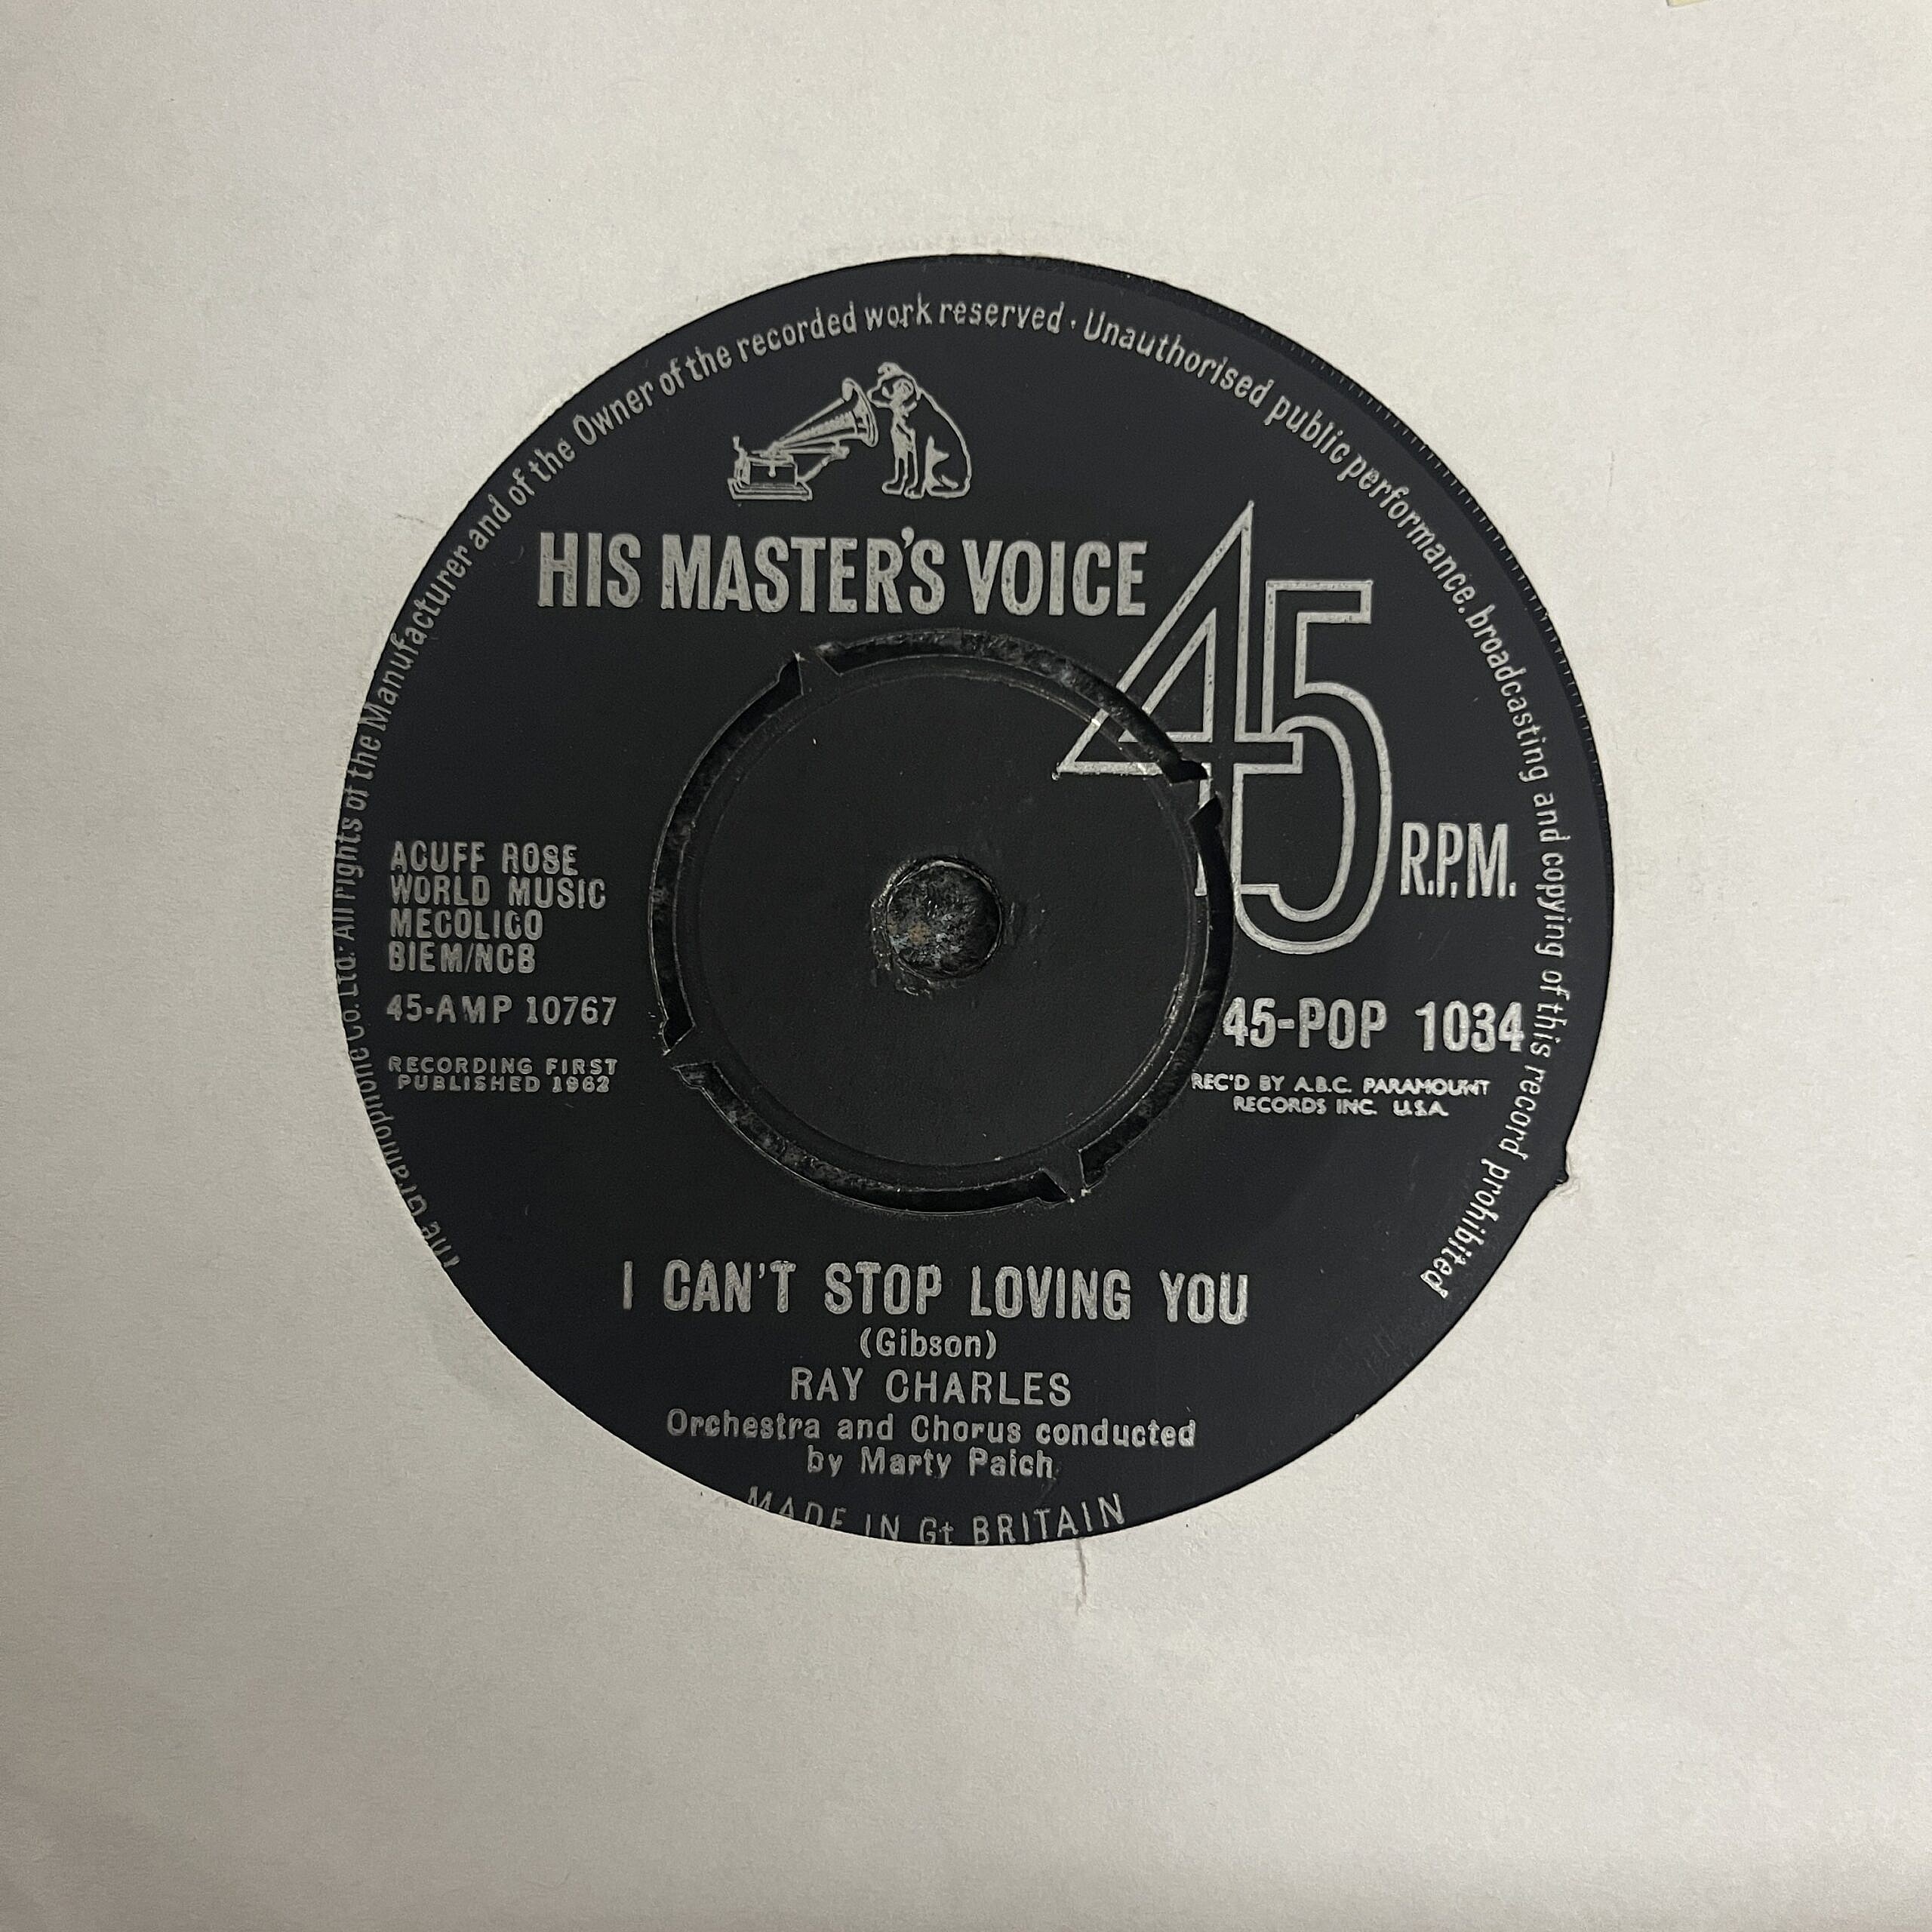 The Gramophone Co. Ltd. · All rights of the Manufacturer and of the Owner of the recorded work reserved · Unauthorised public performance, broadcasting and copying of this record prohibited
HIS MASTER'S VOICE
45 R.P.M.
ACUFF ROSE
WORLD MUSIC
MECOLICO
BIEM/NCB
45-AMP 10767
RECORDING FIRST
PUBLISHED 1962
45-POP 1034
REC'D BY A.B.C. PARAMOUNT
RECORDS INC. U.S.A.
I CAN'T STOP LOVING YOU
(Gibson)
RAY CHARLES
Orchestra and Chorus conducted
by Marty Paich
MADE IN Gt BRITAIN